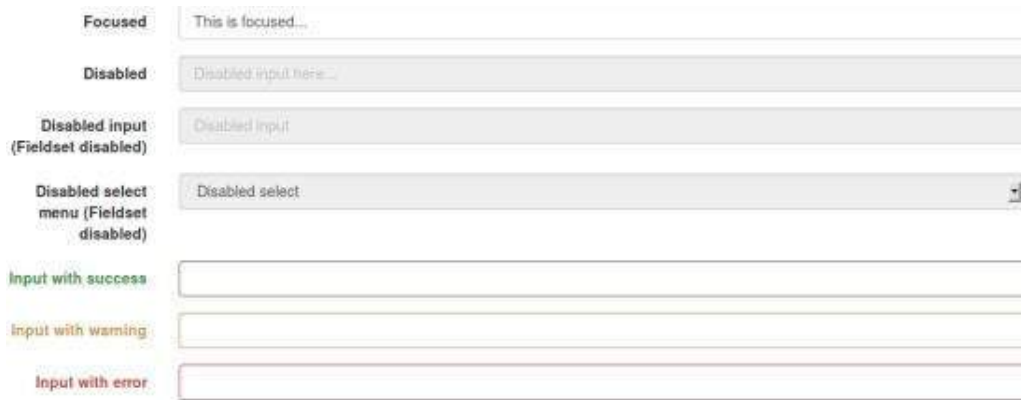 Focused
This is focused...
Disabled
Disabled input here...
Disabled input
(Fieldset disabled)
Disabled input
Disabled select
menu (Fieldset
disabled)
Disabled select
Input with success
Input with warning
Input with error